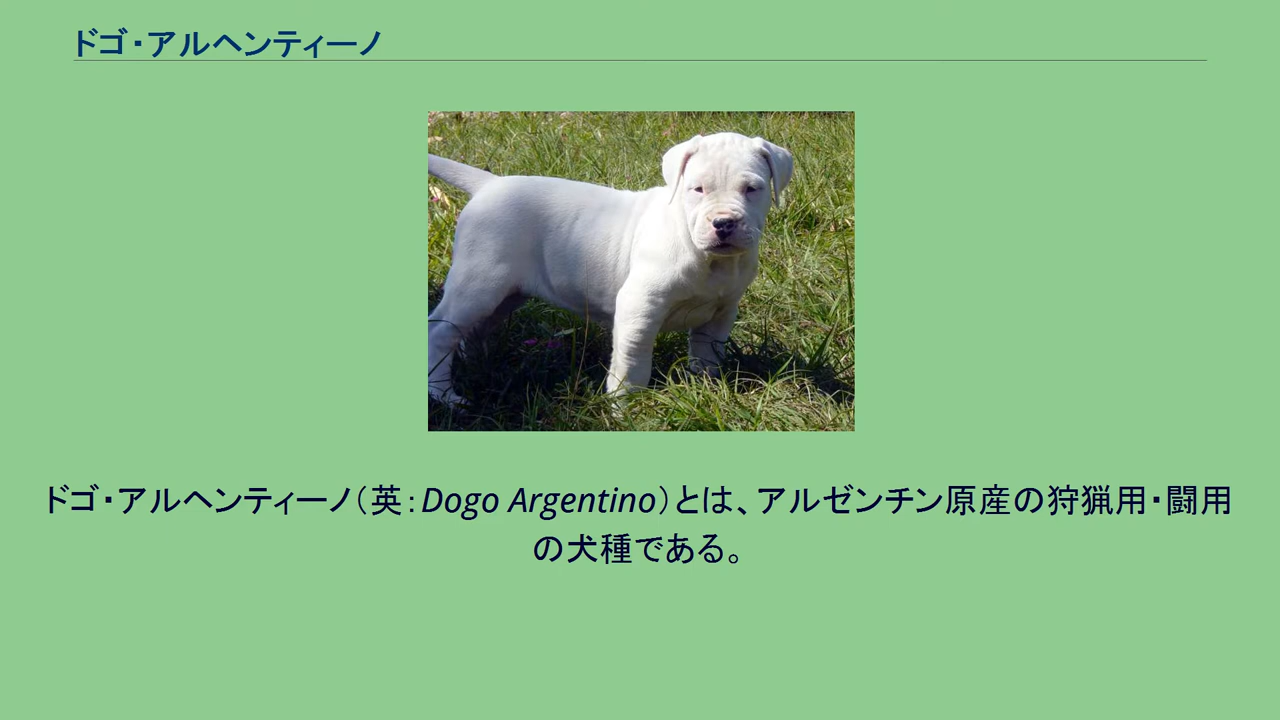 ドゴ・アルヘンティーノ
ドゴ・アルヘンティーノ（英：Dogo Argentino）とは、アルゼンチン原産の狩猟用・闘用
の犬種である。